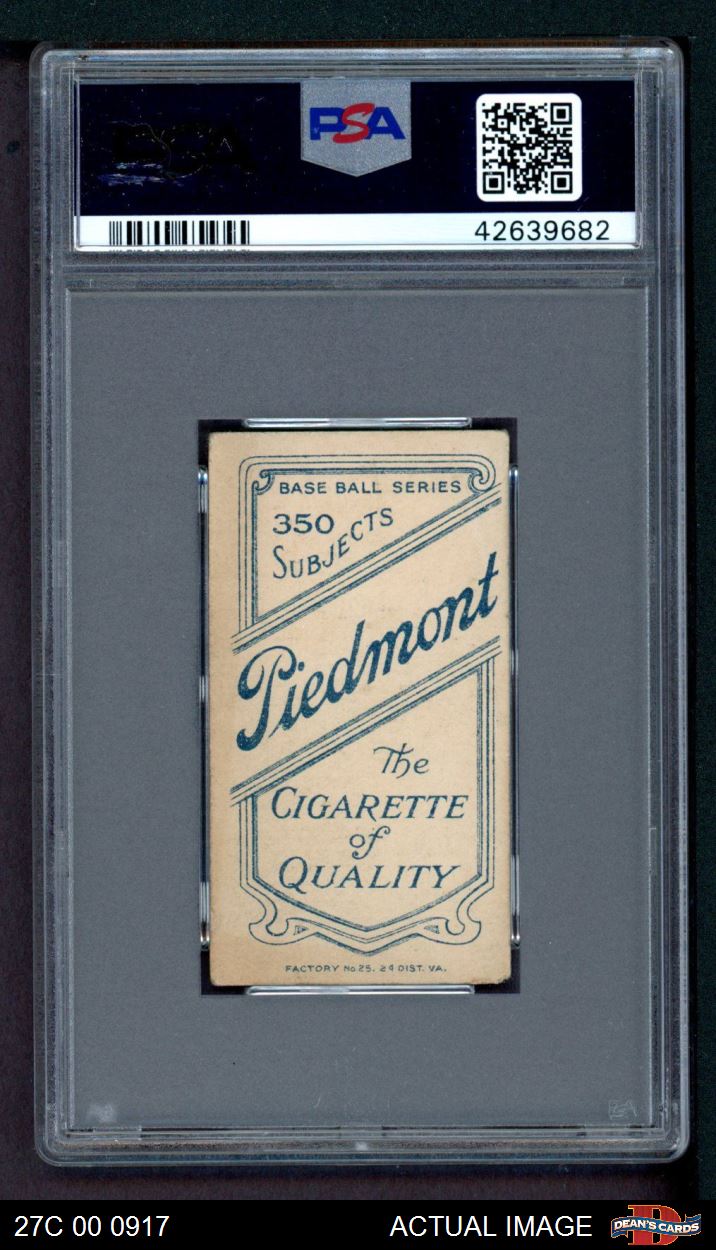 PSA
42639682
BASE BALL SERIES
350
SUBJECTS
Piedmont
The
CIGARETTE
of
QUALITY
FACTORY No. 25. 2d DIST. VA.
27C 00 0917 ACTUAL IMAGE DEAN'S CARDS